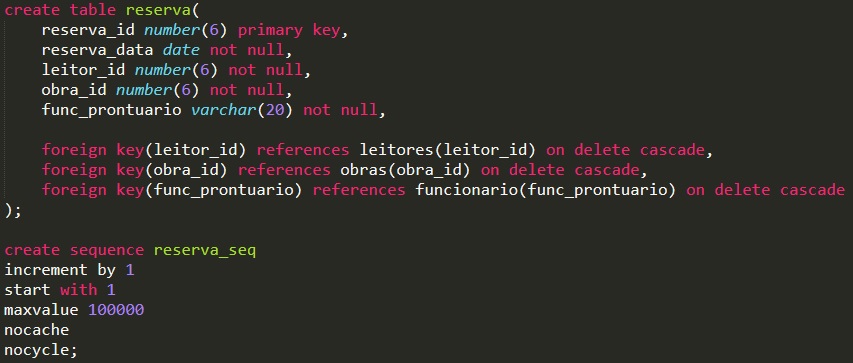 create table reserva(
    reserva_id number(6) primary key,
    reserva_data date not null,
    leitor_id number(6) not null,
    obra_id number(6) not null,
    func_prontuario varchar(20) not null,

    foreign key(leitor_id) references leitores(leitor_id) on delete cascade,
    foreign key(obra_id) references obras(obra_id) on delete cascade,
    foreign key(func_prontuario) references funcionario(func_prontuario) on delete cascade
);

create sequence reserva_seq
increment by 1
start with 1
maxvalue 100000
nocache
nocycle;